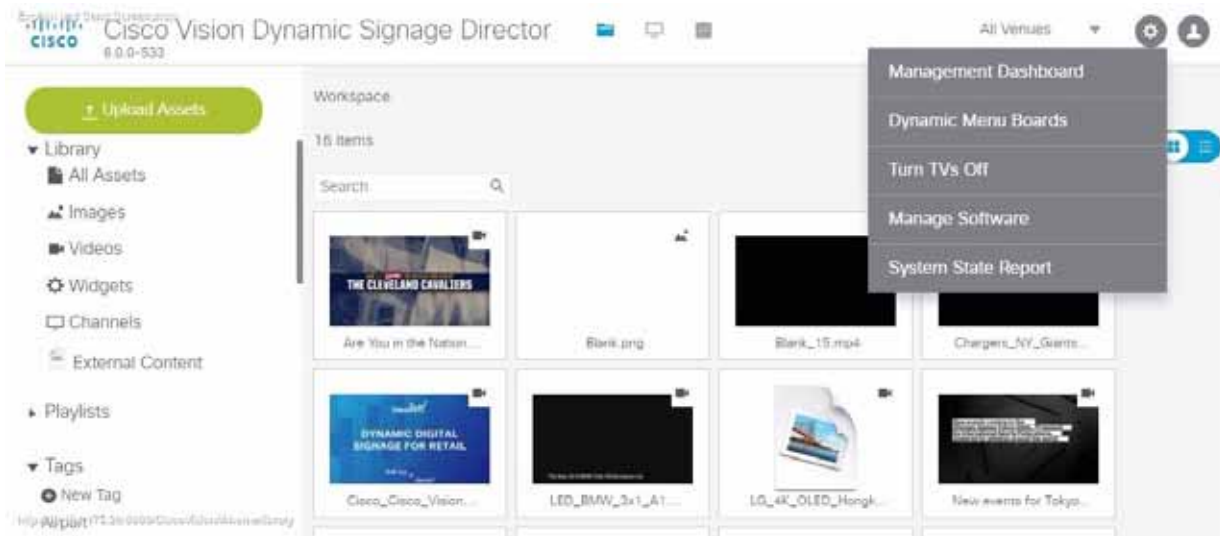 CISCO
Cisco Vision Dynamic Signage Director
6.0.0-533
All Venues
Management Dashboard
Dynamic Menu Boards
Turn TVs Off
Manage Software
System State Report
Upload Assets
Library
All Assets
Images
Videos
Widgets
Channels
External Content
Playlists
Tags
New Tag
Workspace
16 items
Search
THE CLEVELAND CAVALIERS
Are You in the Nation....
Blank.png
Blank_15.mp4
Chargers_NY_Giants...
DYNAMIC DIGITAL
SIGNAGE FOR RETAIL
Cisco_Cisco_Vision...
LED_BMW_3x1_A1...
LG_4K_OLED_Hongk...
New events for Tokyo...